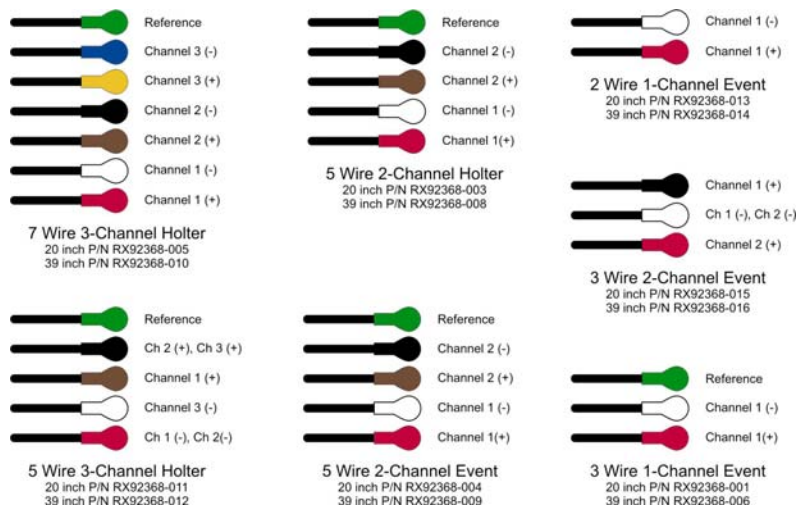 Reference
Channel 3 (-)
Channel 3 (+)
Channel 2 (-)
Channel 2 (+)
Channel 1 (-)
Channel 1 (+)
7 Wire 3-Channel Holter
20 inch P/N RX92368-005
39 inch P/N RX92368-010
Reference
Channel 2 (-)
Channel 2 (+)
Channel 1 (-)
Channel 1(+)
5 Wire 2-Channel Holter
20 inch P/N RX92368-003
39 inch P/N RX92368-008
Channel 1 (-)
Channel 1 (+)
2 Wire 1-Channel Event
20 inch P/N RX92368-013
39 inch P/N RX92368-014
Channel 1 (+)
Ch 1 (-), Ch 2 (-)
Channel 2 (+)
3 Wire 2-Channel Event
20 inch P/N RX92368-015
39 inch P/N RX92368-016
Reference
Ch 2 (+), Ch 3 (+)
Channel 1 (+)
Channel 3 (-)
Ch 1 (-), Ch 2(-)
5 Wire 3-Channel Holter
20 inch P/N RX92368-011
39 inch P/N RX92368-012
Reference
Channel 2 (-)
Channel 2 (+)
Channel 1 (-)
Channel 1(+)
5 Wire 2-Channel Event
20 inch P/N RX92368-004
39 inch P/N RX92368-009
Reference
Channel 1 (-)
Channel 1(+)
3 Wire 1-Channel Event
20 inch P/N RX92368-001
39 inch P/N RX92368-006